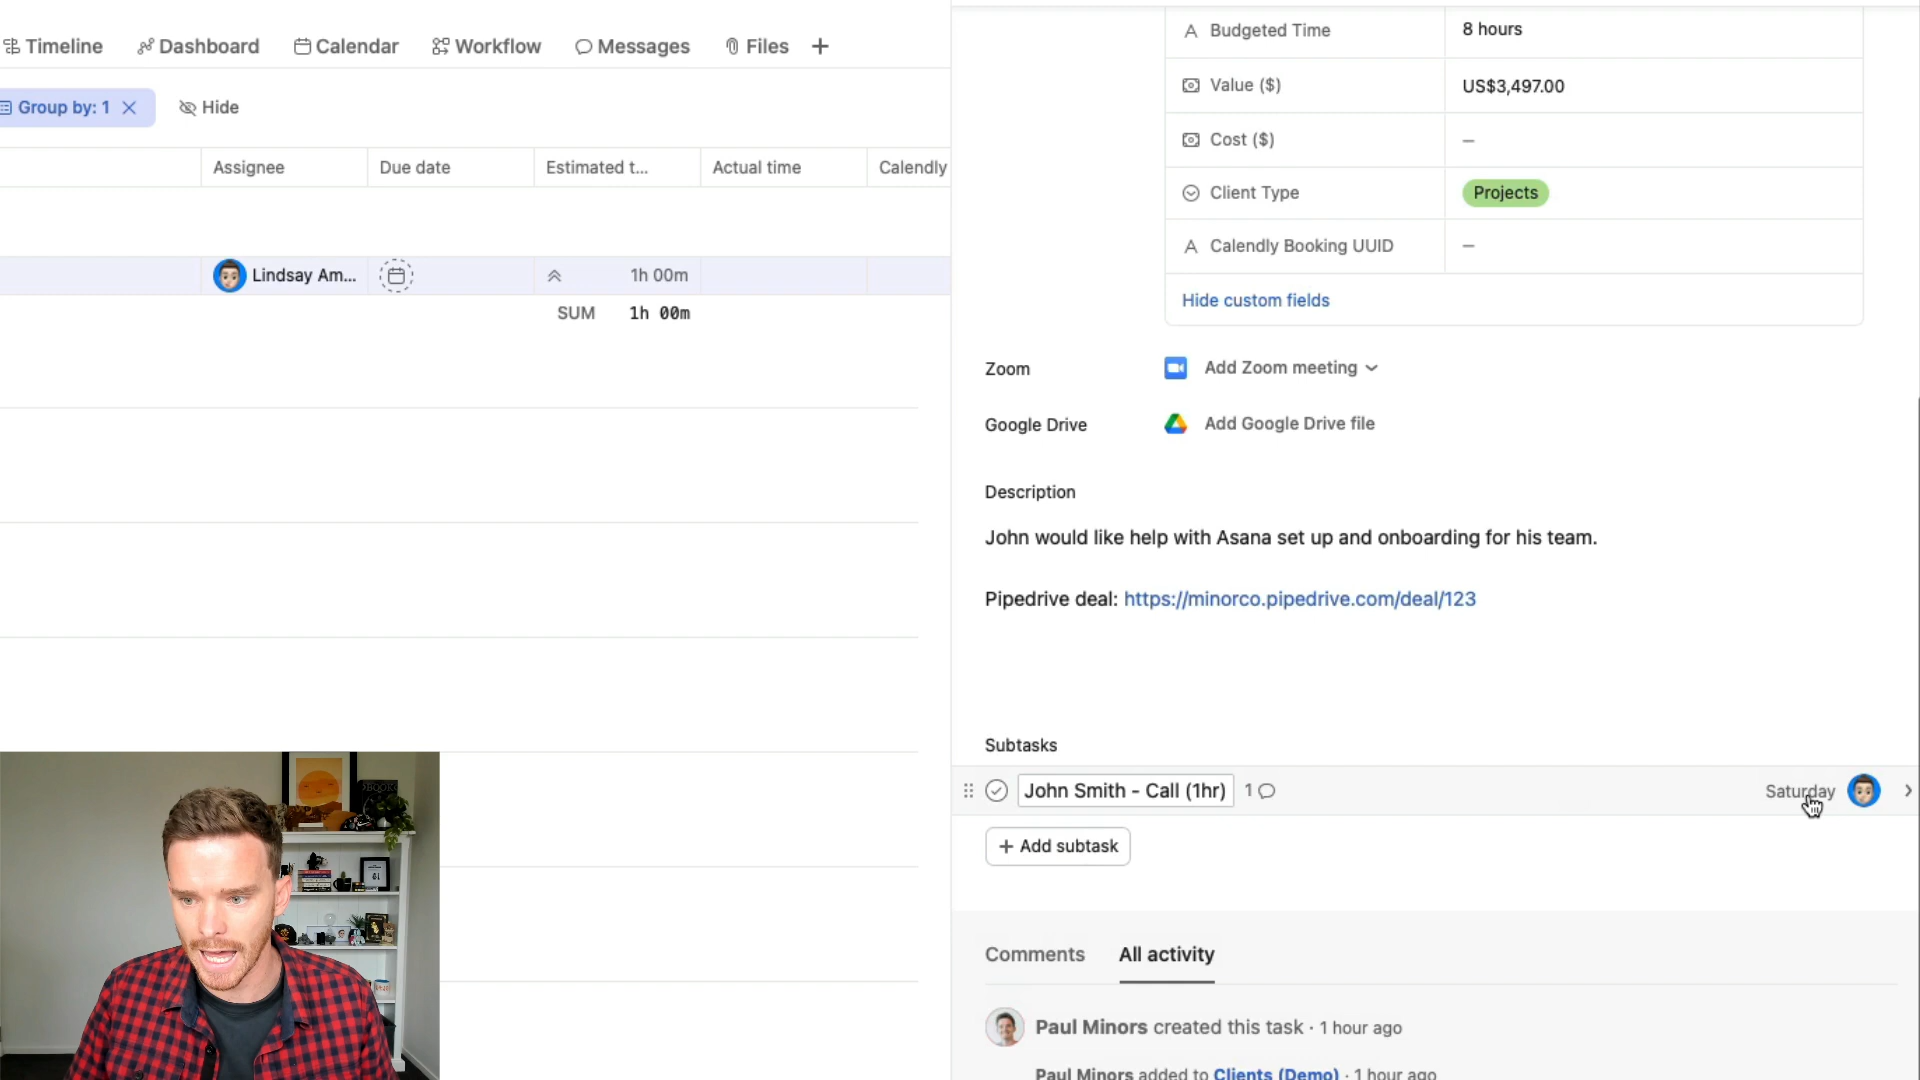 Timeline
Dashboard
Calendar
Workflow
Messages
Files
Group by: 1
Hide
Assignee
Due date
Estimated t...
Actual time
Calendly
Lindsay Am...
1h 00m
SUM
1h 00m
Budgeted Time
8 hours
Value ($)
US$3,497.00
Cost ($)
—
Client Type
Projects
Calendly Booking UUID
—
Hide custom fields
Zoom
Add Zoom meeting
Google Drive
Add Google Drive file
Description
John would like help with Asana set up and onboarding for his team.
Pipedrive deal: https://minorco.pipedrive.com/deal/123
Subtasks
John Smith - Call (1hr)
1
Saturday
+ Add subtask
Comments
All activity
Paul Minors created this task · 1 hour ago
Paul Minors added to Clients (Demo) · 1 hour ago